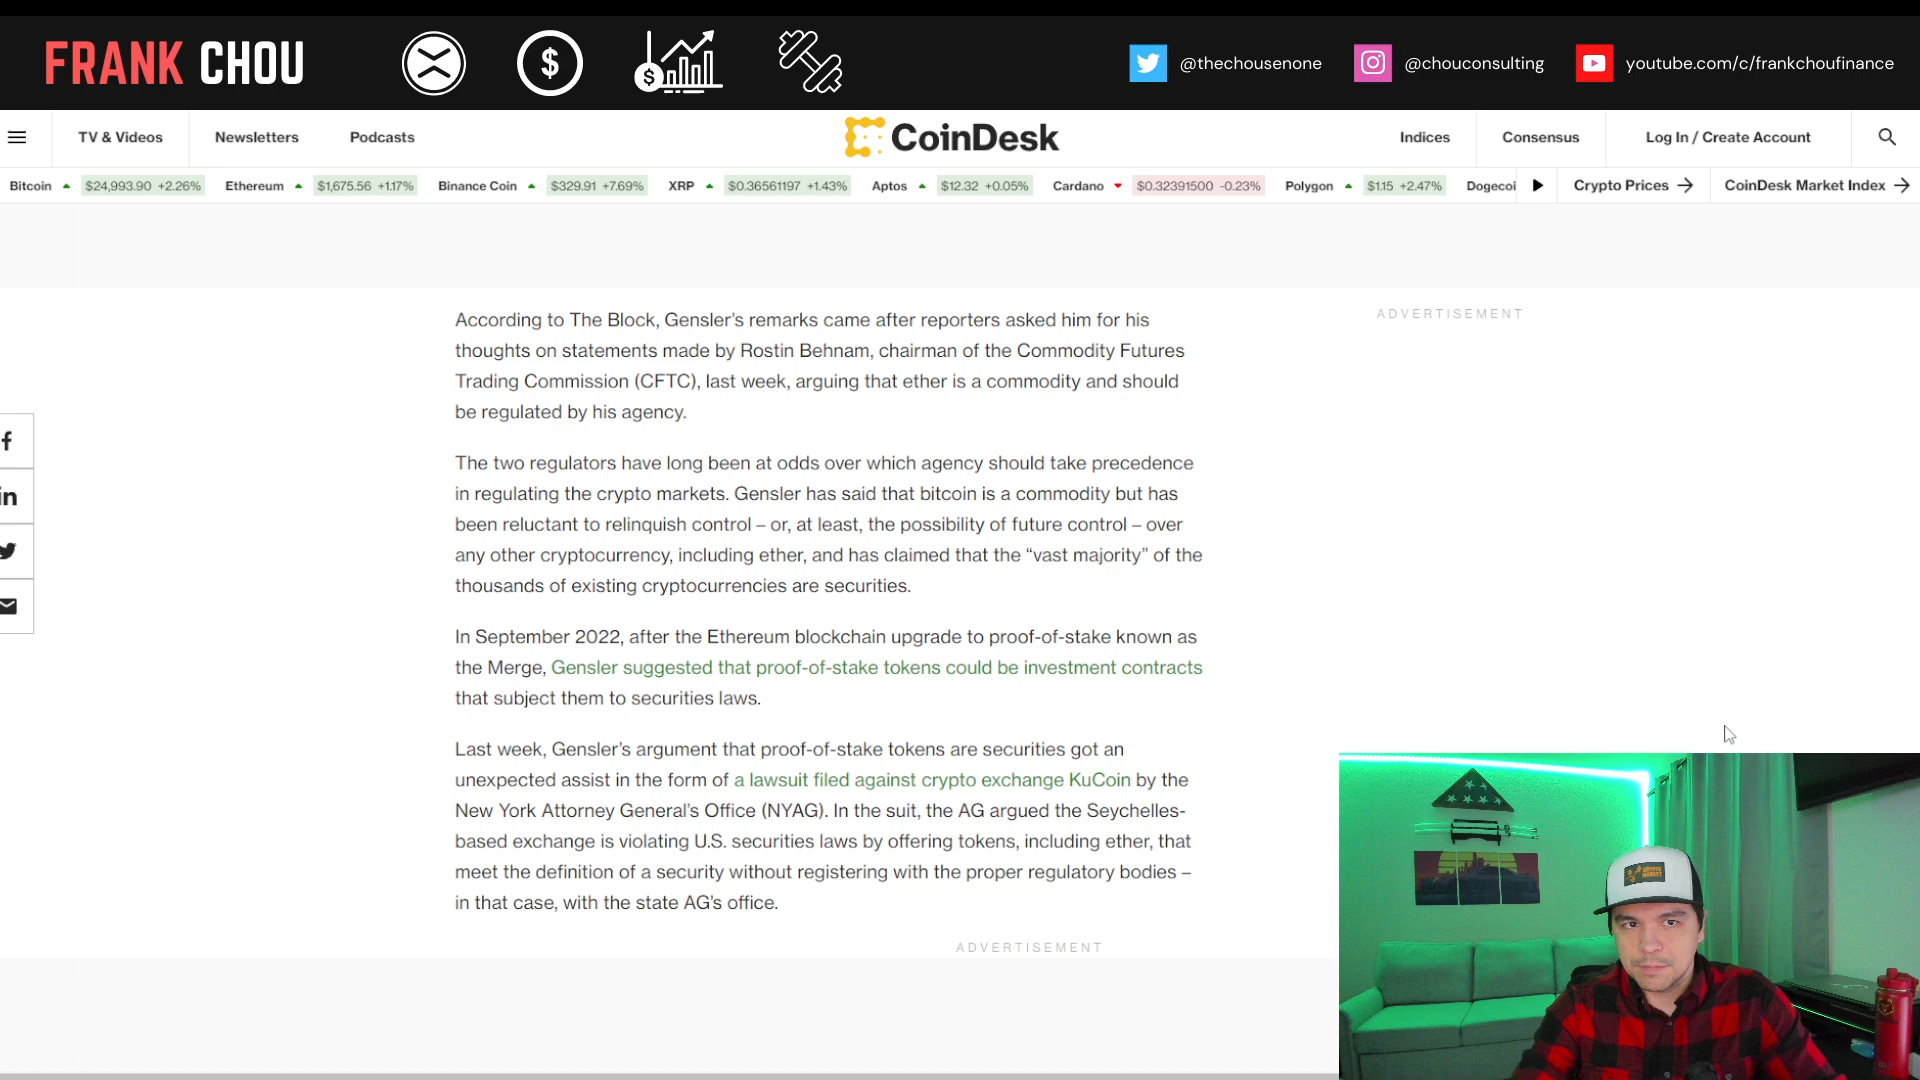 FRANK CHOU
@thechousenone
@chouconsulting
youtube.com/c/frankchoufinance
TV & Videos
Newsletters
Podcasts
CoinDesk
Indices
Consensus
Log In / Create Account
Bitcoin $24,993.90 +2.26% Ethereum $1,675.56 +1.17% Binance Coin $329.91 +7.69% XRP $0.36561197 +1.43% Aptos $12.32 +0.05% Cardano $0.32391500 -0.23% Polygon $1.15 +2.47% Dogecoi
Crypto Prices
CoinDesk Market Index
According to The Block, Gensler’s remarks came after reporters asked him for his
thoughts on statements made by Rostin Behnam, chairman of the Commodity Futures
Trading Commission (CFTC), last week, arguing that ether is a commodity and should
be regulated by his agency.
The two regulators have long been at odds over which agency should take precedence
in regulating the crypto markets. Gensler has said that bitcoin is a commodity but has
been reluctant to relinquish control – or, at least, the possibility of future control – over
any other cryptocurrency, including ether, and has claimed that the “vast majority” of the
thousands of existing cryptocurrencies are securities.
In September 2022, after the Ethereum blockchain upgrade to proof-of-stake known as
the Merge, Gensler suggested that proof-of-stake tokens could be investment contracts
that subject them to securities laws.
Last week, Gensler’s argument that proof-of-stake tokens are securities got an
unexpected assist in the form of a lawsuit filed against crypto exchange KuCoin by the
New York Attorney General’s Office (NYAG). In the suit, the AG argued the Seychelles-
based exchange is violating U.S. securities laws by offering tokens, including ether, that
meet the definition of a security without registering with the proper regulatory bodies –
in that case, with the state AG’s office.
ADVERTISEMENT
ADVERTISEMENT